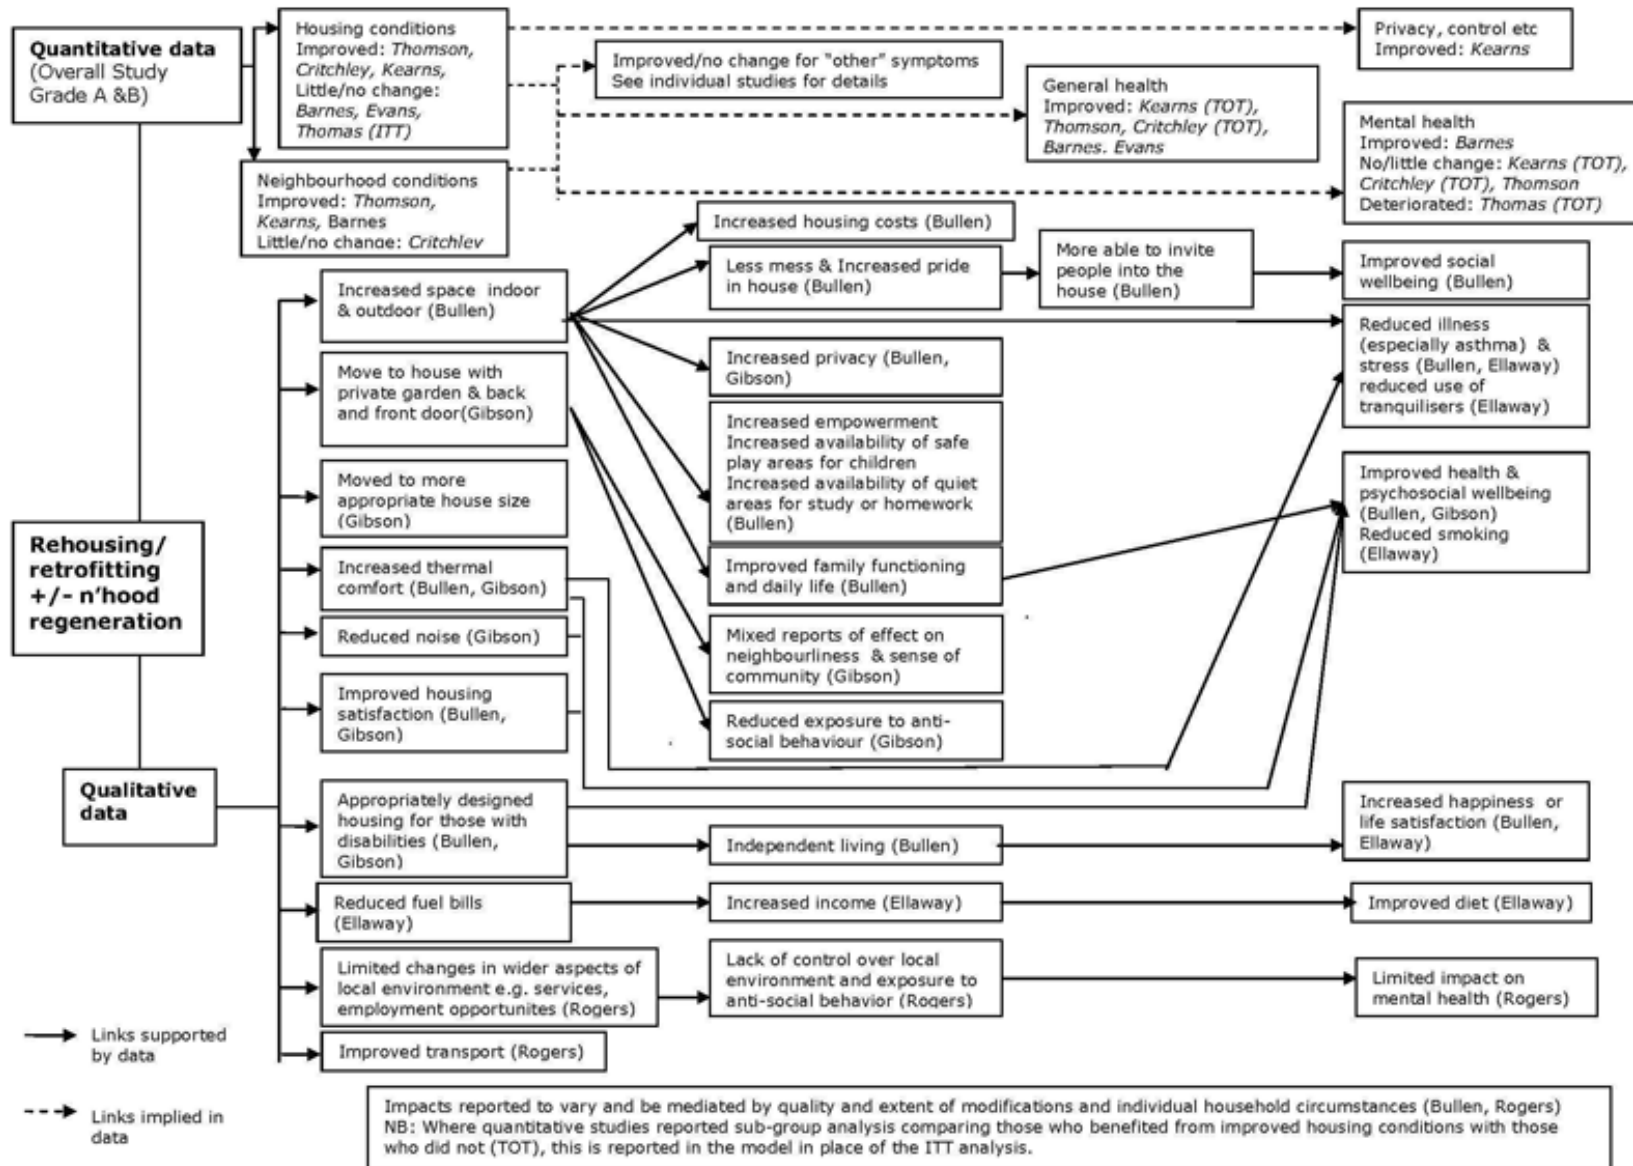 Quantitative data
(Overall Study
Grade A &B)
Housing conditions
Improved: Thomson,
Critchley, Kearns,
Little/no change:
Barnes, Evans,
Thomas (ITT)
Neighbourhood conditions
Improved: Thomson,
Kearns, Barnes
Little/no change: Critchley
Improved/no change for "other" symptoms
See individual studies for details
General health
Improved: Kearns (TOT),
Thomson, Critchley (TOT),
Barnes. Evans
Privacy, control etc
Improved: Kearns
Mental health
Improved: Barnes
No/little change: Kearns (TOT),
Critchley (TOT), Thomson
Deteriorated: Thomas (TOT)
Rehousing/
retrofitting
+/- n'hood
regeneration
Qualitative
data
Increased space indoor
& outdoor (Bullen)
Move to house with
private garden & back
and front door(Gibson)
Moved to more
appropriate house size
(Gibson)
Increased thermal
comfort (Bullen, Gibson)
Reduced noise (Gibson)
Improved housing
satisfaction (Bullen,
Gibson)
Appropriately designed
housing for those with
disabilities (Bullen,
Gibson)
Reduced fuel bills
(Ellaway)
Limited changes in wider aspects of
local environment e.g. services,
employment opportunites (Rogers)
Improved transport (Rogers)
Increased housing costs (Bullen)
Less mess & Increased pride
in house (Bullen)
More able to invite
people into the
house (Bullen)
Increased privacy (Bullen,
Gibson)
Increased empowerment
Increased availability of safe
play areas for children
Increased availability of quiet
areas for study or homework
(Bullen)
Improved family functioning
and daily life (Bullen)
Mixed reports of effect on
neighbourliness & sense of
community (Gibson)
Reduced exposure to anti-
social behaviour (Gibson)
Independent living (Bullen)
Increased income (Ellaway)
Lack of control over local
environment and exposure to
anti-social behavior (Rogers)
Improved social
wellbeing (Bullen)
Reduced illness
(especially asthma) &
stress (Bullen, Ellaway)
reduced use of
tranquilisers (Ellaway)
Improved health &
psychosocial wellbeing
(Bullen, Gibson)
Reduced smoking
(Ellaway)
Increased happiness or
life satisfaction (Bullen,
Ellaway)
Improved diet (Ellaway)
Limited impact on
mental health (Rogers)
Links supported
by data
Links implied in
data
Impacts reported to vary and be mediated by quality and extent of modifications and individual household circumstances (Bullen, Rogers)
NB: Where quantitative studies reported sub-group analysis comparing those who benefited from improved housing conditions with those
who did not (TOT), this is reported in the model in place of the ITT analysis.